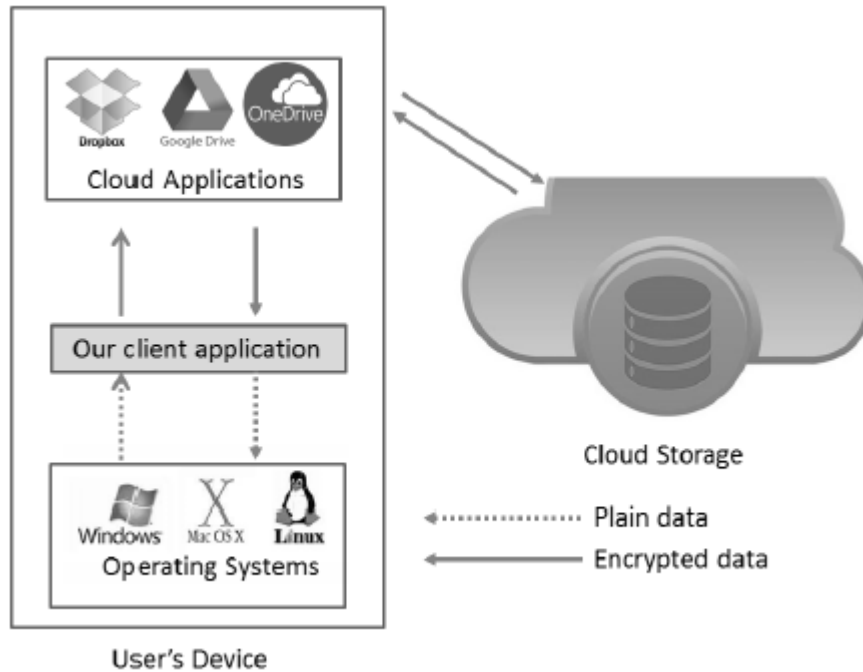 Dropbox
Google Drive
OneDrive
Cloud Applications
Our client application
Windows
X
Mac OS X
Linux
Operating Systems
User's Device
Cloud Storage
Plain data
Encrypted data